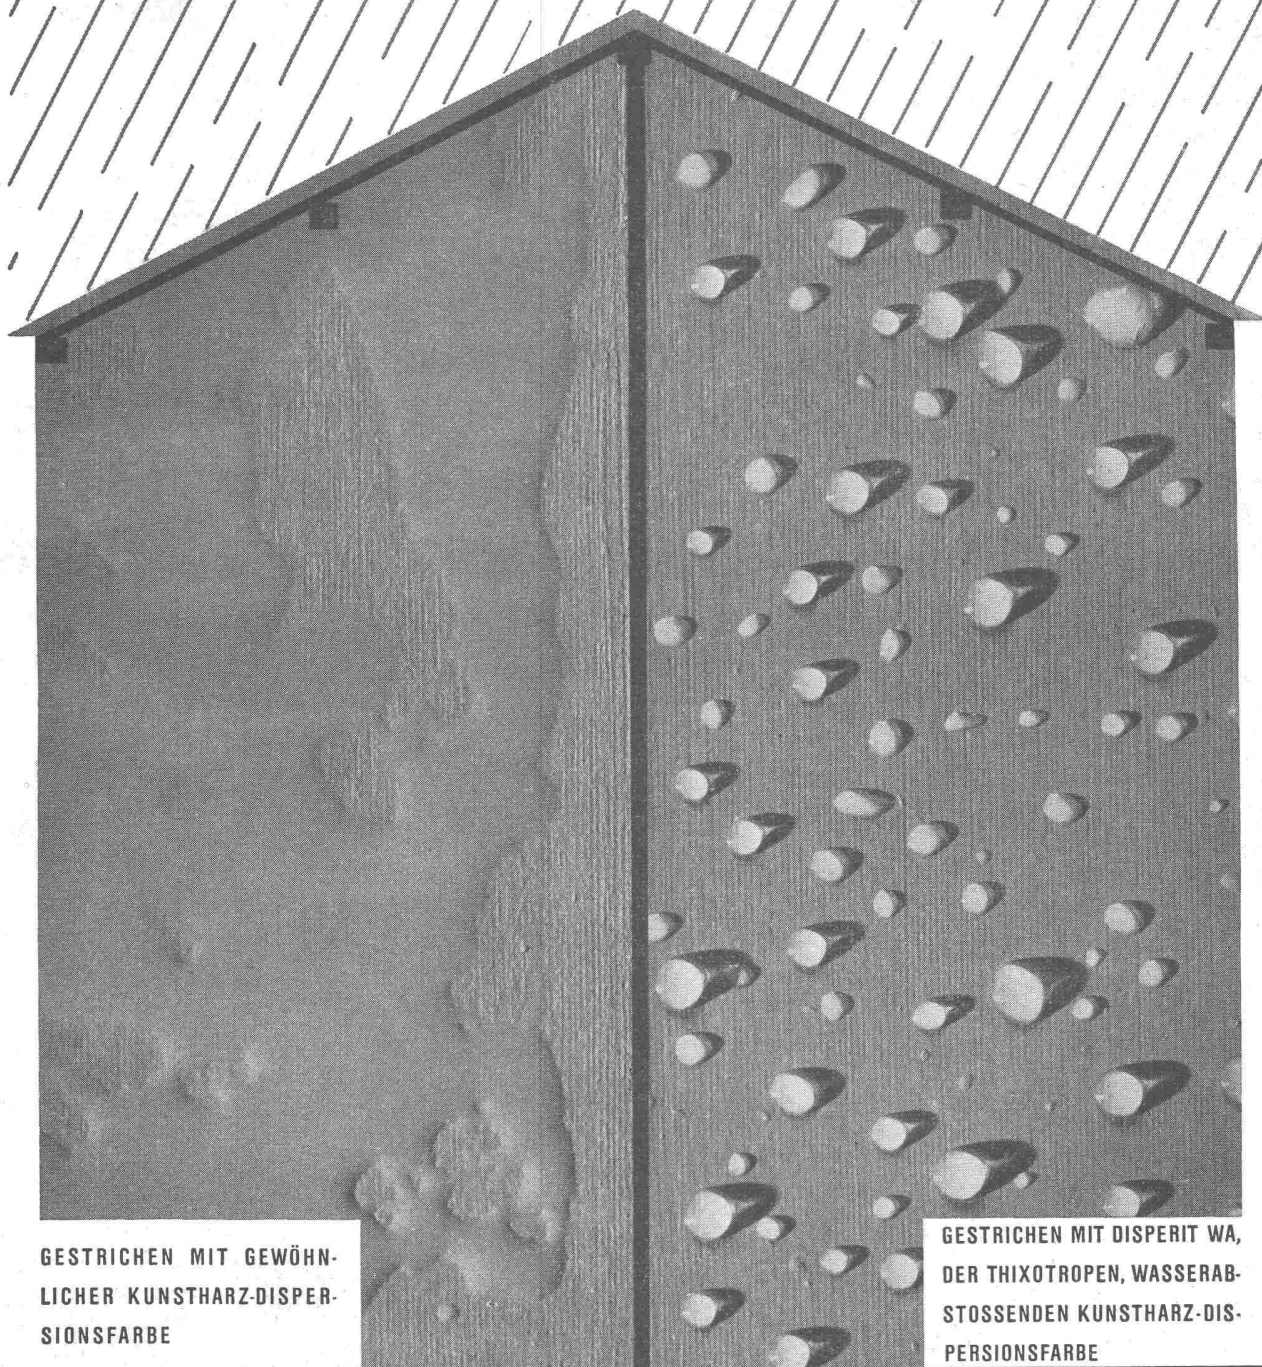 GESTRICHEN MIT GEWÖHN-
LICHER KUNSTHARZ-DISPER-
SIONSFARBE
GESTRICHEN MIT DISPERIT WA,
DER THIXOTROPEN, WASSERAB-
STOSSENDEN KUNSTHARZ-DIS-
PERSIONSFARBE